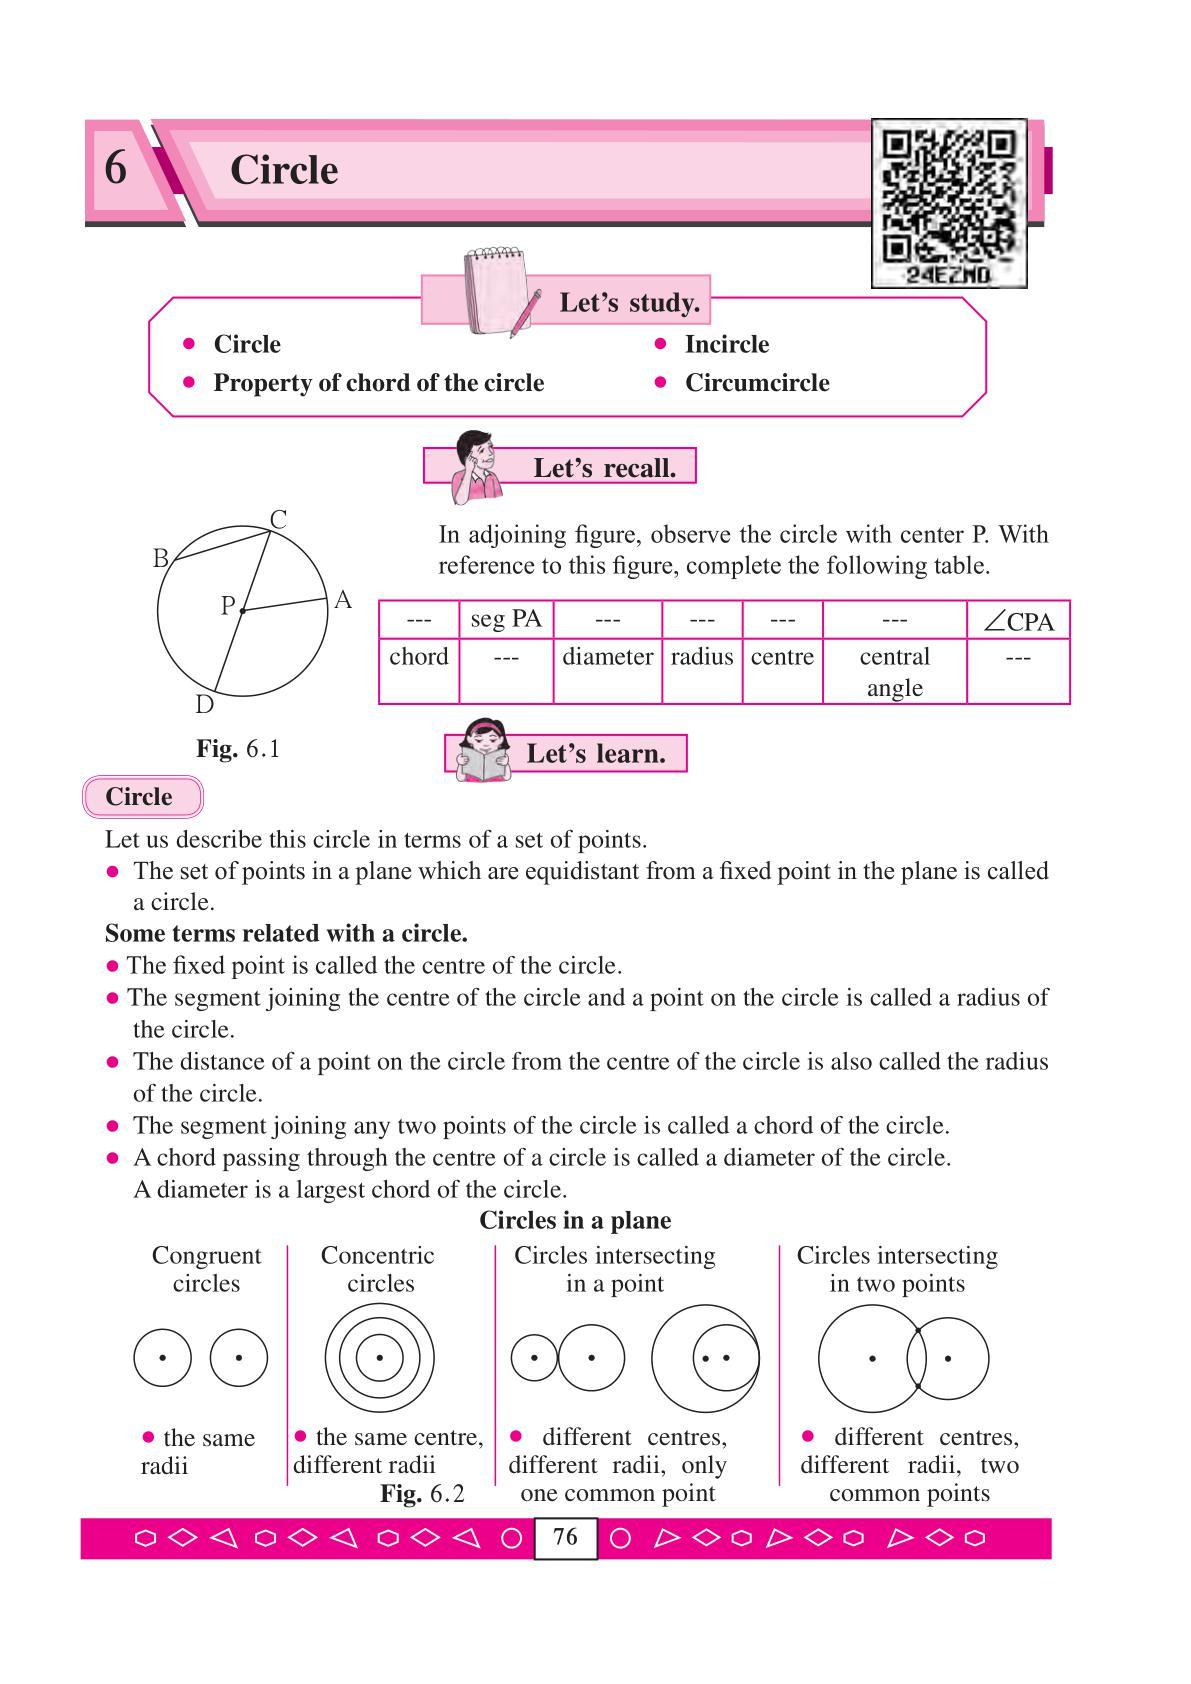 6
Circle
24EZMD
Let’s study.
● Circle
● Incircle
● Property of chord of the circle
● Circumcircle
Let’s recall.
C
B
P
A
D
Fig. 6.1
In adjoining figure, observe the circle with center P. With
reference to this figure, complete the following table.
--- seg PA --- --- --- --- ∠CPA
chord --- diameter radius centre central ---
angle
Let’s learn.
Circle
Let us describe this circle in terms of a set of points.
● The set of points in a plane which are equidistant from a fixed point in the plane is called
a circle.
Some terms related with a circle.
● The fixed point is called the centre of the circle.
● The segment joining the centre of the circle and a point on the circle is called a radius of
the circle.
● The distance of a point on the circle from the centre of the circle is also called the radius
of the circle.
● The segment joining any two points of the circle is called a chord of the circle.
● A chord passing through the centre of a circle is called a diameter of the circle.
A diameter is a largest chord of the circle.
Circles in a plane
Congruent
circles
● the same
radii
Concentric
circles
● the same centre,
different radii
Circles intersecting
in a point
● different centres,
different radii, only
one common point
Circles intersecting
in two points
● different centres,
different radii, two
common points
Fig. 6.2
76